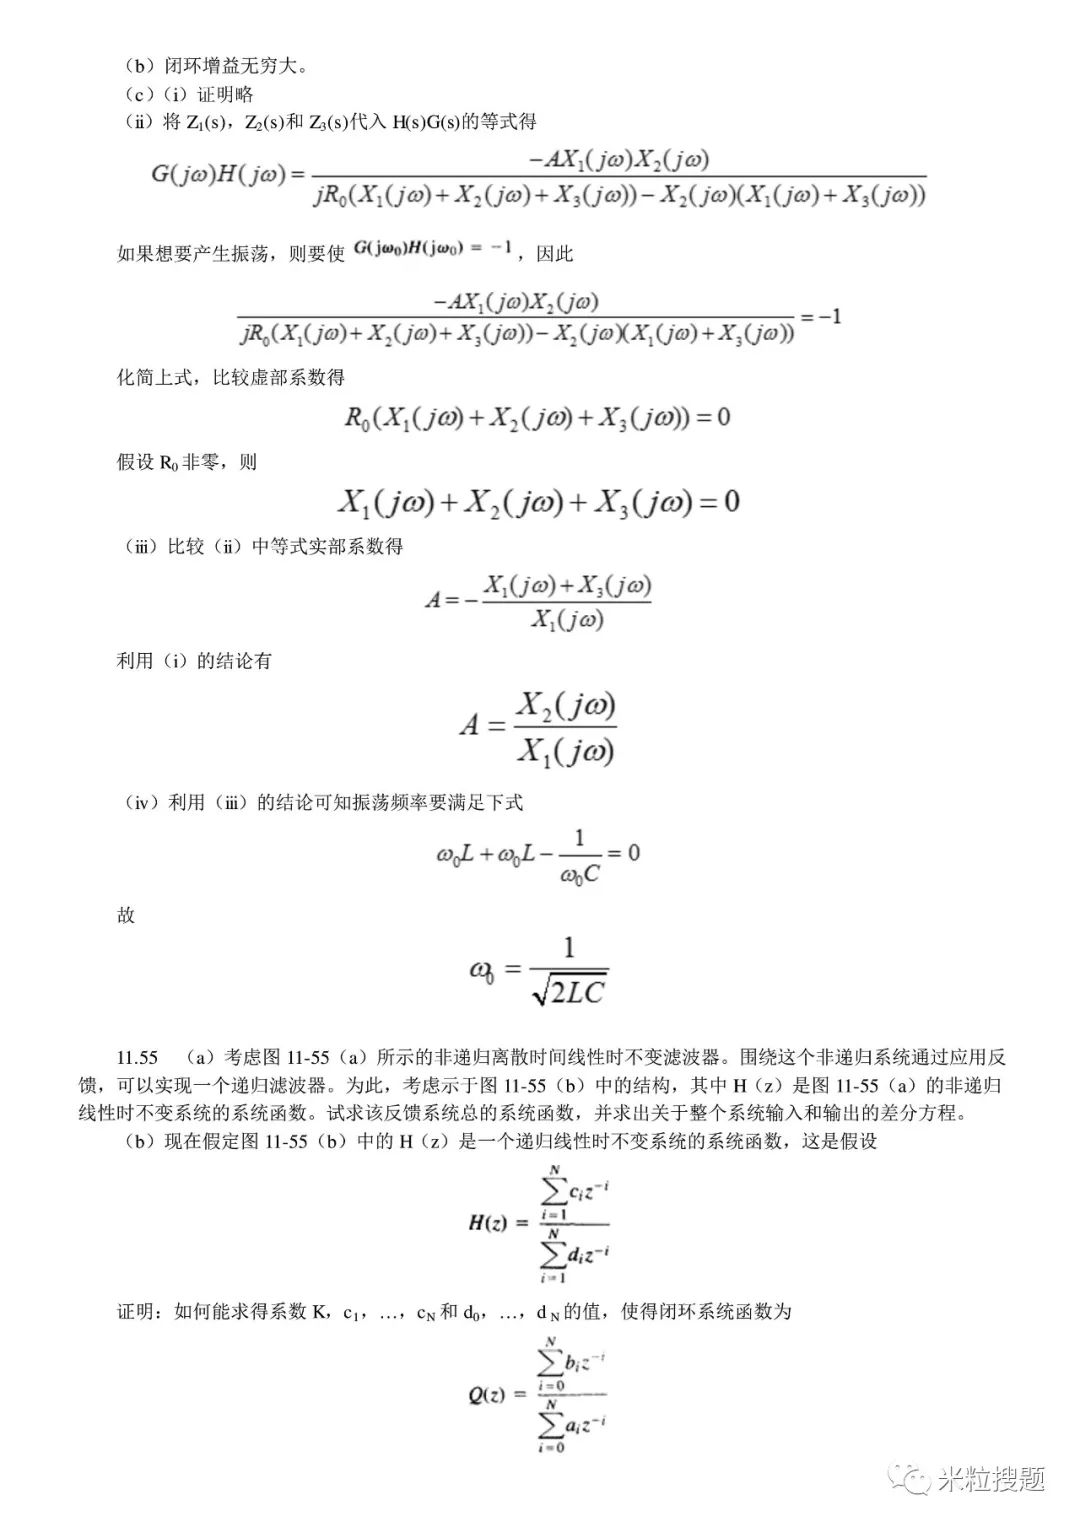 （b）闭环增益无穷大。
（c）（i）证明略
（ii）将 Z₁(s)，Z₂(s)和 Z₃(s)代入 H(s)G(s)的等式得
G(jω)H(jω) = −AX₁(jω)X₂(jω) / jR₀(X₁(jω)+X₂(jω)+X₃(jω))−X₂(jω)(X₁(jω)+X₃(jω))
如果想要产生振荡，则要使 G(jω₀)H(jω₀) = −1，因此
−AX₁(jω)X₂(jω) / jR₀(X₁(jω)+X₂(jω)+X₃(jω))−X₂(jω)(X₁(jω)+X₃(jω)) = −1
化简上式，比较虚部系数得
R₀(X₁(jω)+X₂(jω)+X₃(jω)) = 0
假设 R₀ 非零，则
X₁(jω)+X₂(jω)+X₃(jω) = 0
（iii）比较（ii）中等式实部系数得
A = − X₁(jω)+X₃(jω) / X₁(jω)
利用（i）的结论有
A = X₂(jω) / X₁(jω)
（iv）利用（iii）的结论可知振荡频率要满足下式
ω₀L + ω₀L − 1 / ω₀C = 0
故
ω₀ = 1 / √2LC
11.55 （a）考虑图 11-55（a）所示的非递归离散时间线性时不变滤波器。围绕这个非递归系统通过应用反
馈，可以实现一个递归滤波器。为此，考虑示于图 11-55（b）中的结构，其中 H（z）是图 11-55（a）的非递归
线性时不变系统的系统函数。试求该反馈系统总的系统函数，并求出关于整个系统输入和输出的差分方程。
（b）现在假定图 11-55（b）中的 H（z）是一个递归线性时不变系统的系统函数，这是假设
H(z) = ∑ᵢ₌₁ᴺ cᵢz⁻ⁱ / ∑ᵢ₌₁ᴺ dᵢz⁻ⁱ
证明：如何能求得系数 K，c₁，…，c_N 和 d₀，…，d_N 的值，使得闭环系统函数为
Q(z) = ∑ᵢ₌₀ᴺ bᵢz⁻ⁱ / ∑ᵢ₌₀ᴺ aᵢz⁻ⁱ
米粒搜题